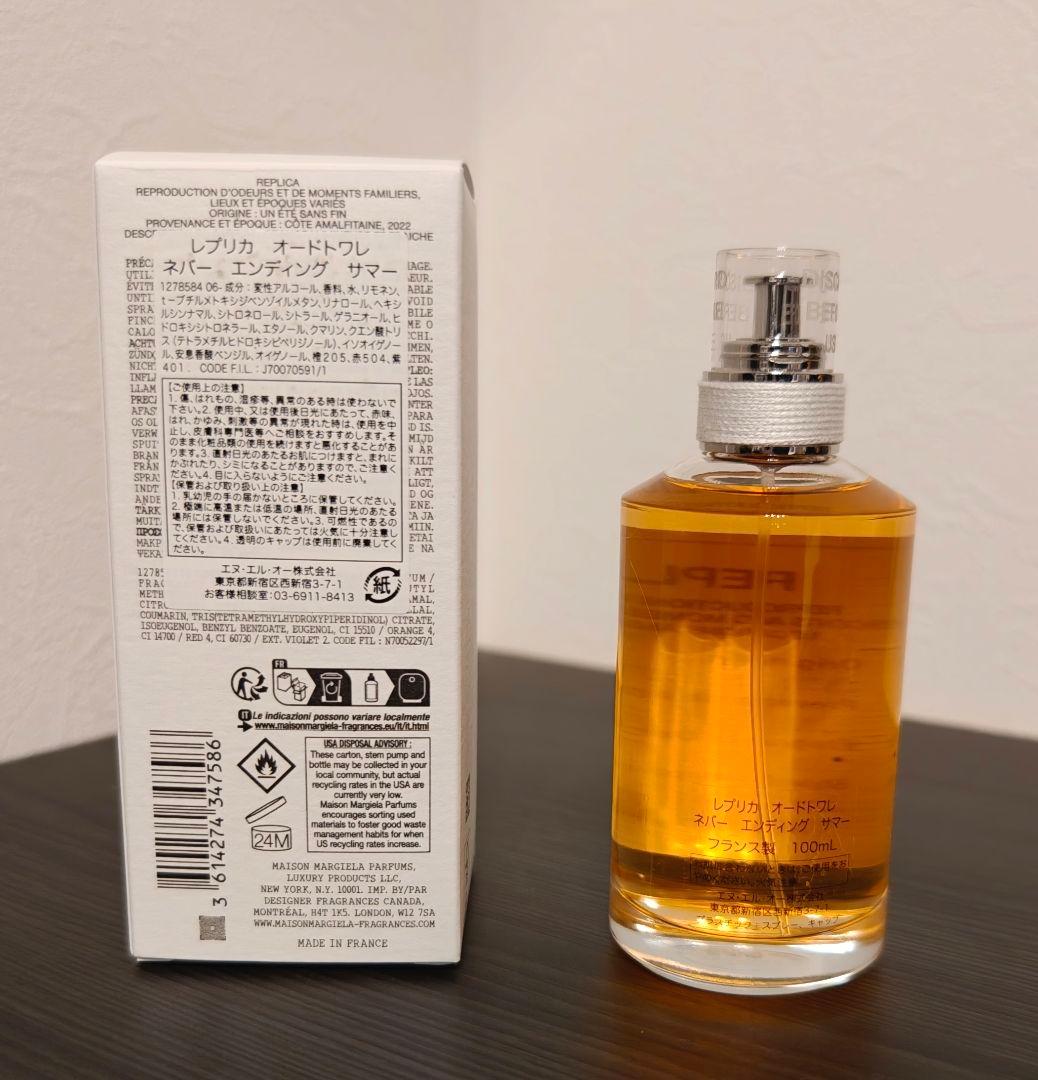 REPLICA
REPRODUCTION D'ODEURS ET DE MOMENTS FAMILIERS,
LIEUX ET ÉPOQUES VARIÉS
ORIGINE : UN ÉTÉ SANS FIN
PROVENANCE ET ÉPOQUE : CÔTE AMALFITAINE, 2022
レプリカ オードトワレ
ネバー エンディング サマー
1278584 06- 成分：変性アルコール、香料、水、リモネン、
t－ブチルメトキシジベンゾイルメタン、リナロール、ヘキシ
ルシンナマル、シトロネロール、シトラール、ゲラニオール、ヒ
ドロキシシトロネラール、エタノール、クマリン、クエン酸トリ
ス（テトラメチルヒドロキシピペリジノール）、イソオイゲノー
ル、安息香酸ベンジル、オイゲノール、橙205、赤504、紫
401． CODE F.I.L. : J70070591/1
【ご使用上の注意】
1. 傷、はれもの、湿疹等、異常のある時は使わないで
下さい。2. 使用中、又は使用後日光にあたって、赤味、
はれ、かゆみ、刺激等の異常が現れた時は、使用を中
止し、皮膚科専門医等へご相談をおすすめします。そ
のまま化粧品類の使用を続けますと悪化することがあ
ります。3. 直射日光のあたるお肌につけますと、まれに
かぶれたり、シミになることがありますので、ご注意く
ださい。4. 目に入らないようにご注意ください。
【保管および取り扱い上の注意】
1. 乳幼児の手の届かないところに保管してください。
2. 極端に高温または低温の場所、直射日光のあたる
場所には保管しないでください。3. 可燃性であるの
で、保管および取扱いにあたっては火気に十分注意し
てください。4. 透明のキャップは使用前に廃棄してく
ださい。
エヌ・エル・オー株式会社
東京都新宿区西新宿3-7-1
お客様相談室：03-6911-8413
紙
COUMARIN, TRIS(TETRAMETHYLHYDROXYPIPERIDINOL) CITRATE,
ISOEUGENOL, BENZYL BENZOATE, EUGENOL, CI 15510 / ORANGE 4,
CI 14700 / RED 4, CI 60730 / EXT. VIOLET 2. CODE FIL : N70052297/1
FR
IT Le indicazioni possono variare localmente
www.maisonmargiela-fragrances.eu/it/it.html
USA DISPOSAL ADVISORY :
These carton, stem pump and
bottle may be collected in your
local community, but actual
recycling rates in the USA are
currently very low.
Maison Margiela Parfums
encourages sorting used
materials to foster good waste
management habits for when
US recycling rates increase.
24M
3 614274 347586
MAISON MARGIELA PARFUMS,
LUXURY PRODUCTS LLC,
NEW YORK, N.Y. 10001. IMP. BY/PAR
DESIGNER FRAGRANCES CANADA,
MONTRÉAL, H4T 1K5. LONDON, W12 7SA
WWW.MAISONMARGIELA-FRAGRANCES.COM
MADE IN FRANCE
レプリカ オードトワレ
ネバー エンディング サマー
フランス製 100mL
エヌ・エル・オー株式会社
東京都新宿区西新宿3-7-1